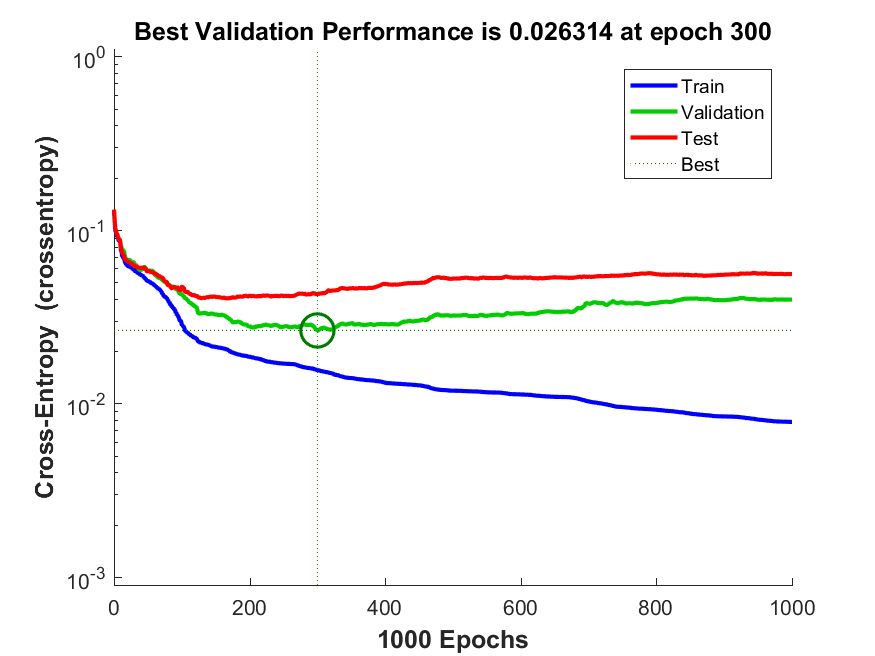 Best Validation Performance is 0.026314 at epoch 300
10^0
10^-1
10^-2
10^-3
Cross-Entropy (crossentropy)
Train
Validation
Test
Best
0 200 400 600 800 1000
1000 Epochs